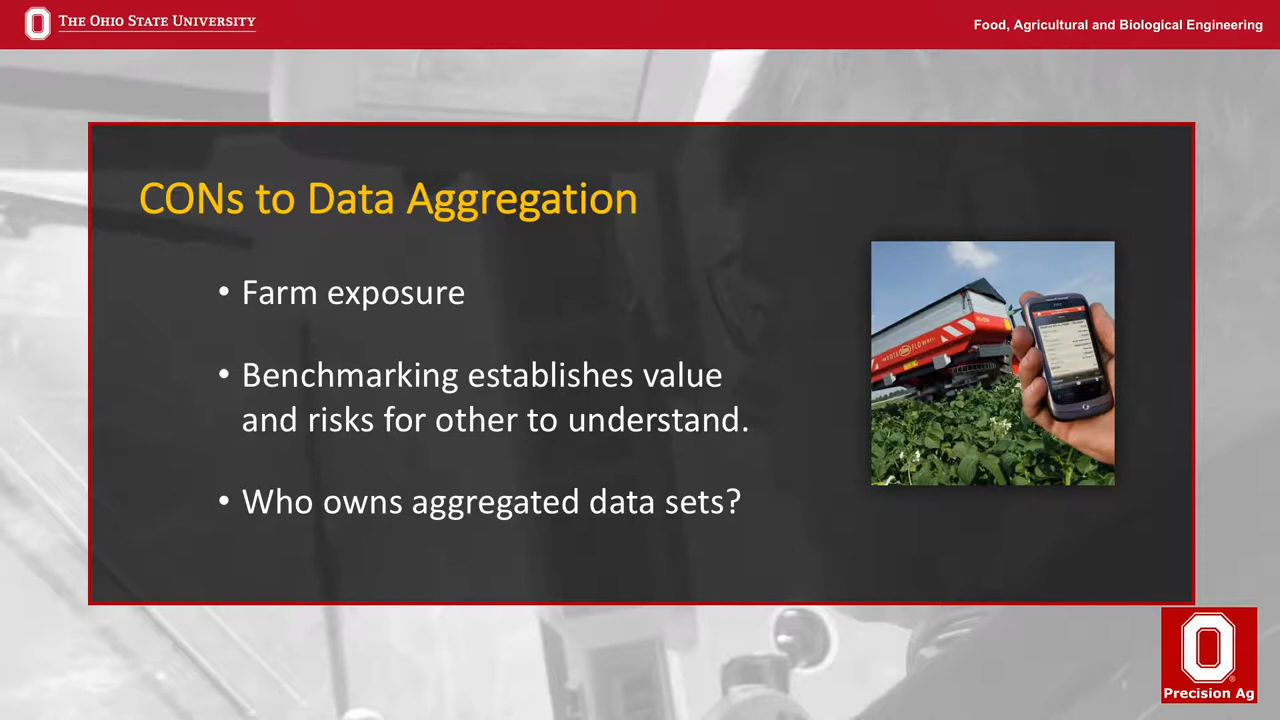 THE OHIO STATE UNIVERSITY
Food, Agricultural and Biological Engineering
CONs to Data Aggregation
• Farm exposure
• Benchmarking establishes value
and risks for other to understand.
• Who owns aggregated data sets?
Precision Ag